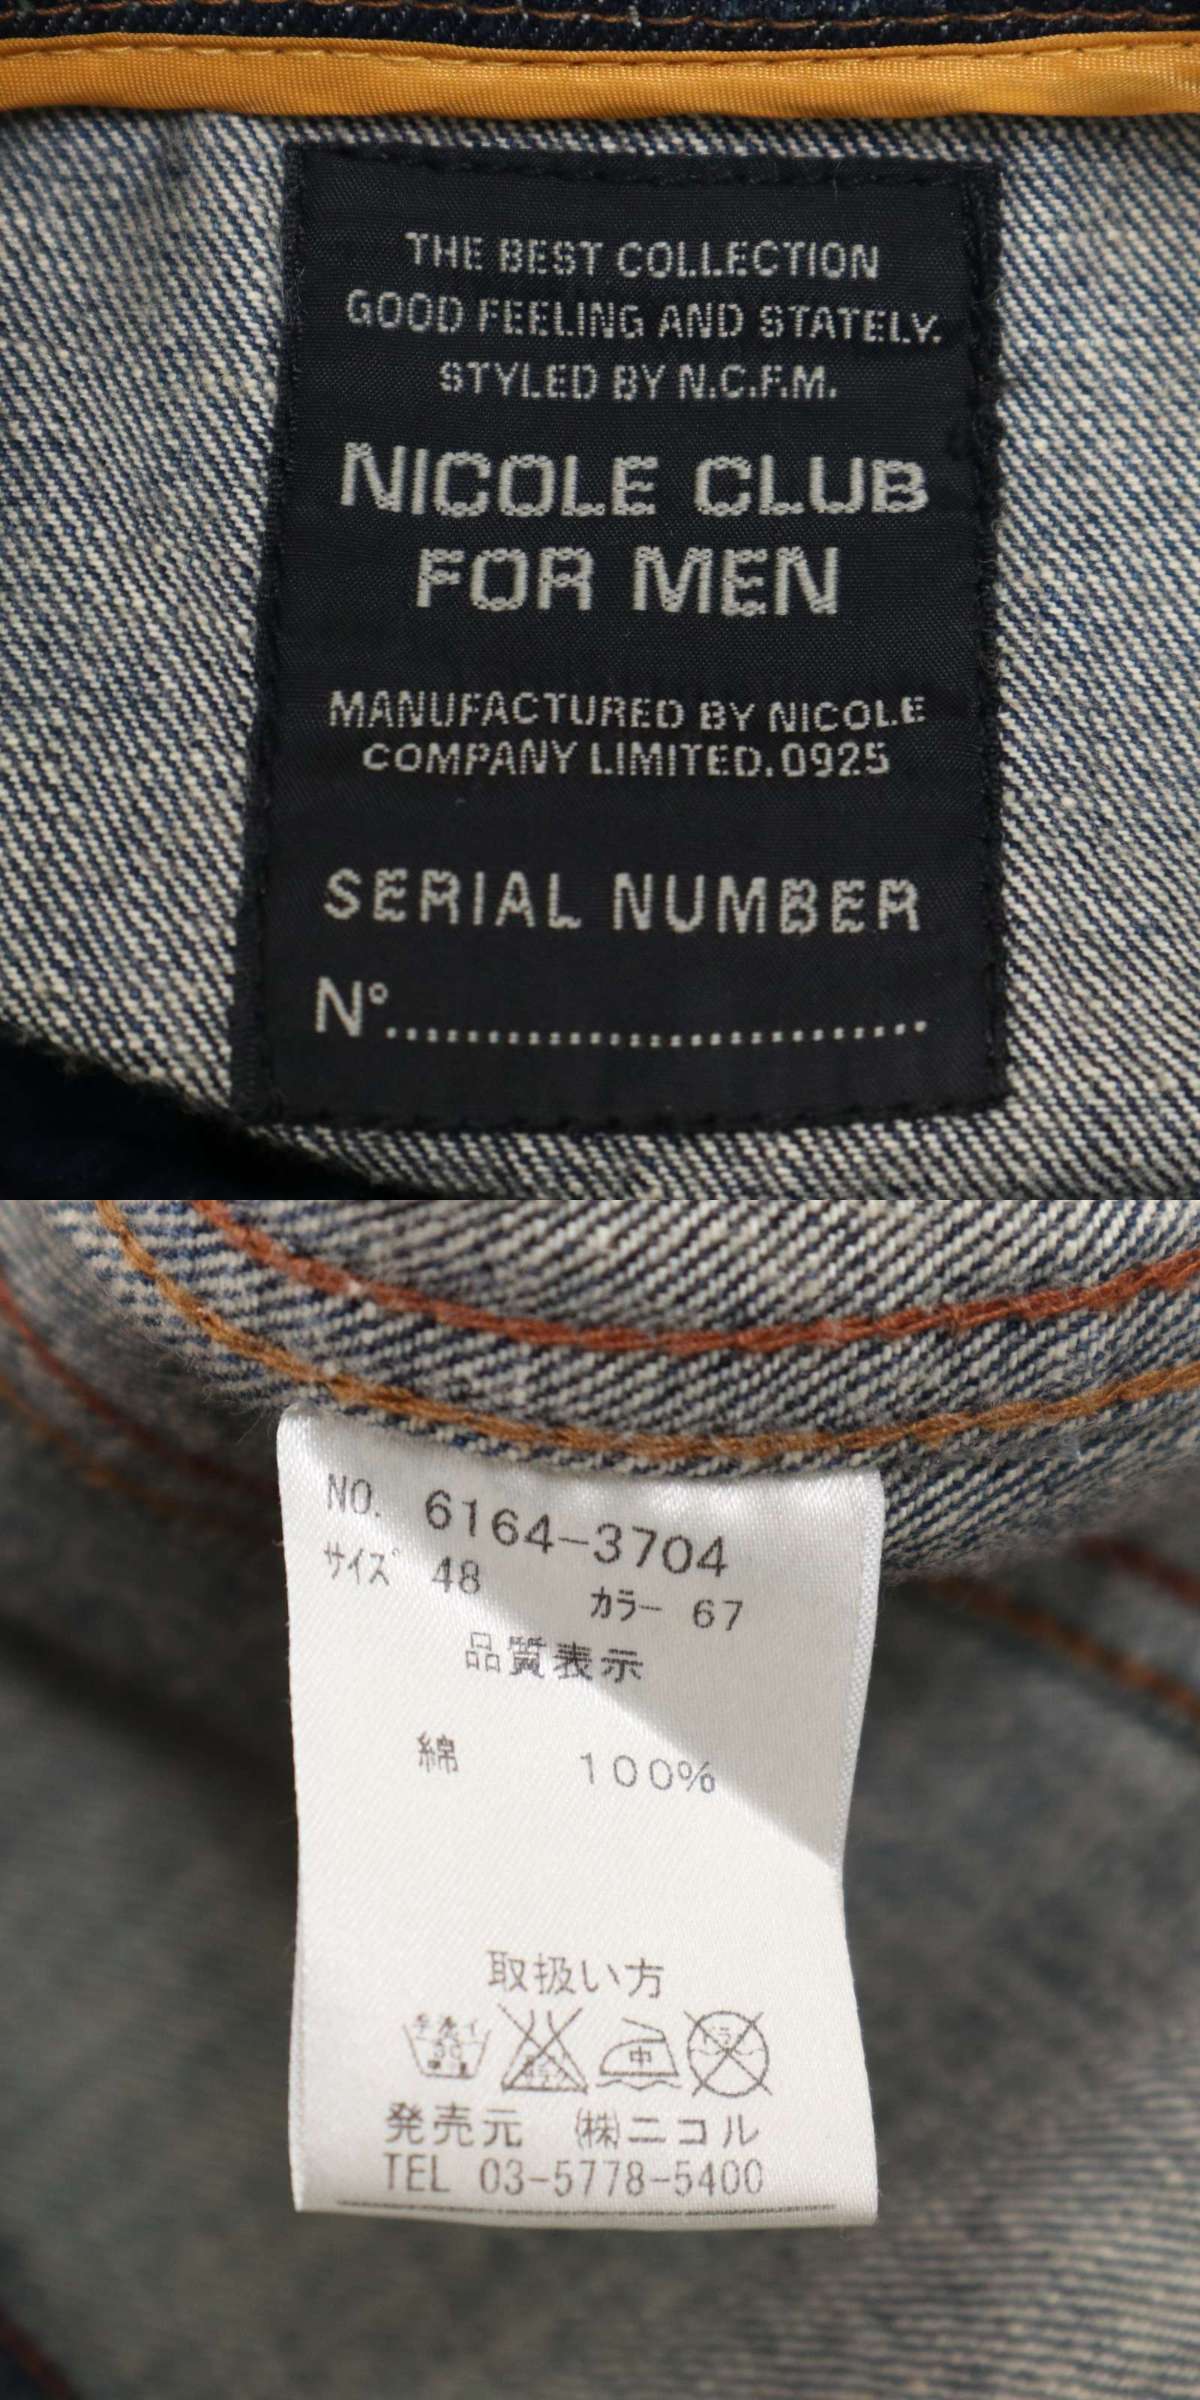 THE BEST COLLECTION
GOOD FEELING AND STATELY.
STYLED BY N.C.F.M.
NICOLE CLUB
FOR MEN
MANUFACTURED BY NICOLE
COMPANY LIMITED.0925
SERIAL NUMBER
N°...........................
NO. 6164-3704
サイズ 48 カラー 67
品質表示
綿 100%
取扱い方
中
発売元 ㈱ニコル
TEL 03-5778-5400